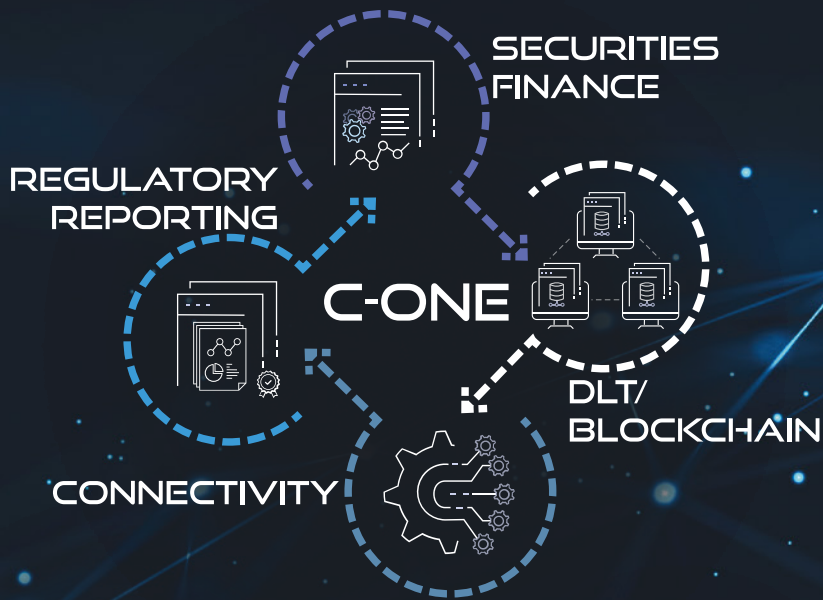 SECURITIES
FINANCE
REGULATORY
REPORTING
C-ONE
DLT/
BLOCKCHAIN
CONNECTIVITY